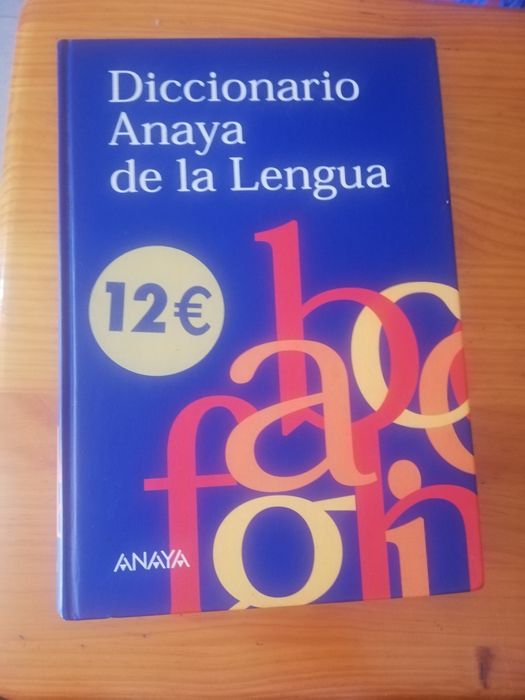 Diccionario
Anaya
de la Lengua
12€
b
c
a
f
g
i
n
ANAYA